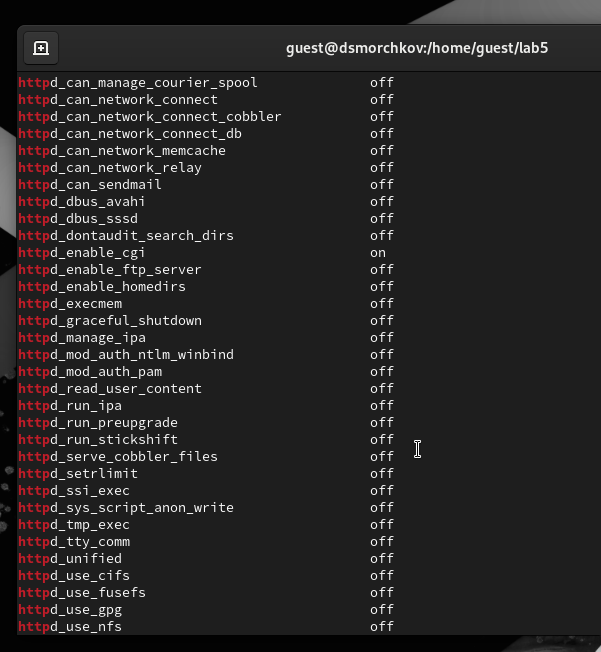 guest@dsmorchkov:/home/guest/lab5
httpd_can_manage_courier_spool off
httpd_can_network_connect off
httpd_can_network_connect_cobbler off
httpd_can_network_connect_db off
httpd_can_network_memcache off
httpd_can_network_relay off
httpd_can_sendmail off
httpd_dbus_avahi off
httpd_dbus_sssd off
httpd_dontaudit_search_dirs off
httpd_enable_cgi on
httpd_enable_ftp_server off
httpd_enable_homedirs off
httpd_execmem off
httpd_graceful_shutdown off
httpd_manage_ipa off
httpd_mod_auth_ntlm_winbind off
httpd_mod_auth_pam off
httpd_read_user_content off
httpd_run_ipa off
httpd_run_preupgrade off
httpd_run_stickshift off
httpd_serve_cobbler_files off
httpd_setrlimit off
httpd_ssi_exec off
httpd_sys_script_anon_write off
httpd_tmp_exec off
httpd_tty_comm off
httpd_unified off
httpd_use_cifs off
httpd_use_fusefs off
httpd_use_gpg off
httpd_use_nfs off